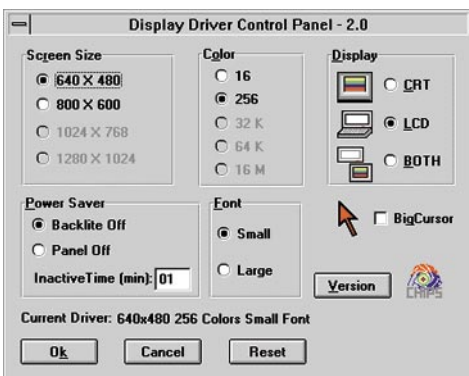 Display Driver Control Panel - 2.0
Screen Size
640 X 480
800 X 600
1024 X 768
1280 X 1024
Color
16
256
32 K
64 K
16 M
Display
CRT
LCD
BOTH
Power Saver
Backlite Off
Panel Off
InactiveTime (min): 01
Font
Small
Large
BigCursor
Version
CHIPS
Current Driver: 640x480 256 Colors Small Font
Ok Cancel Reset